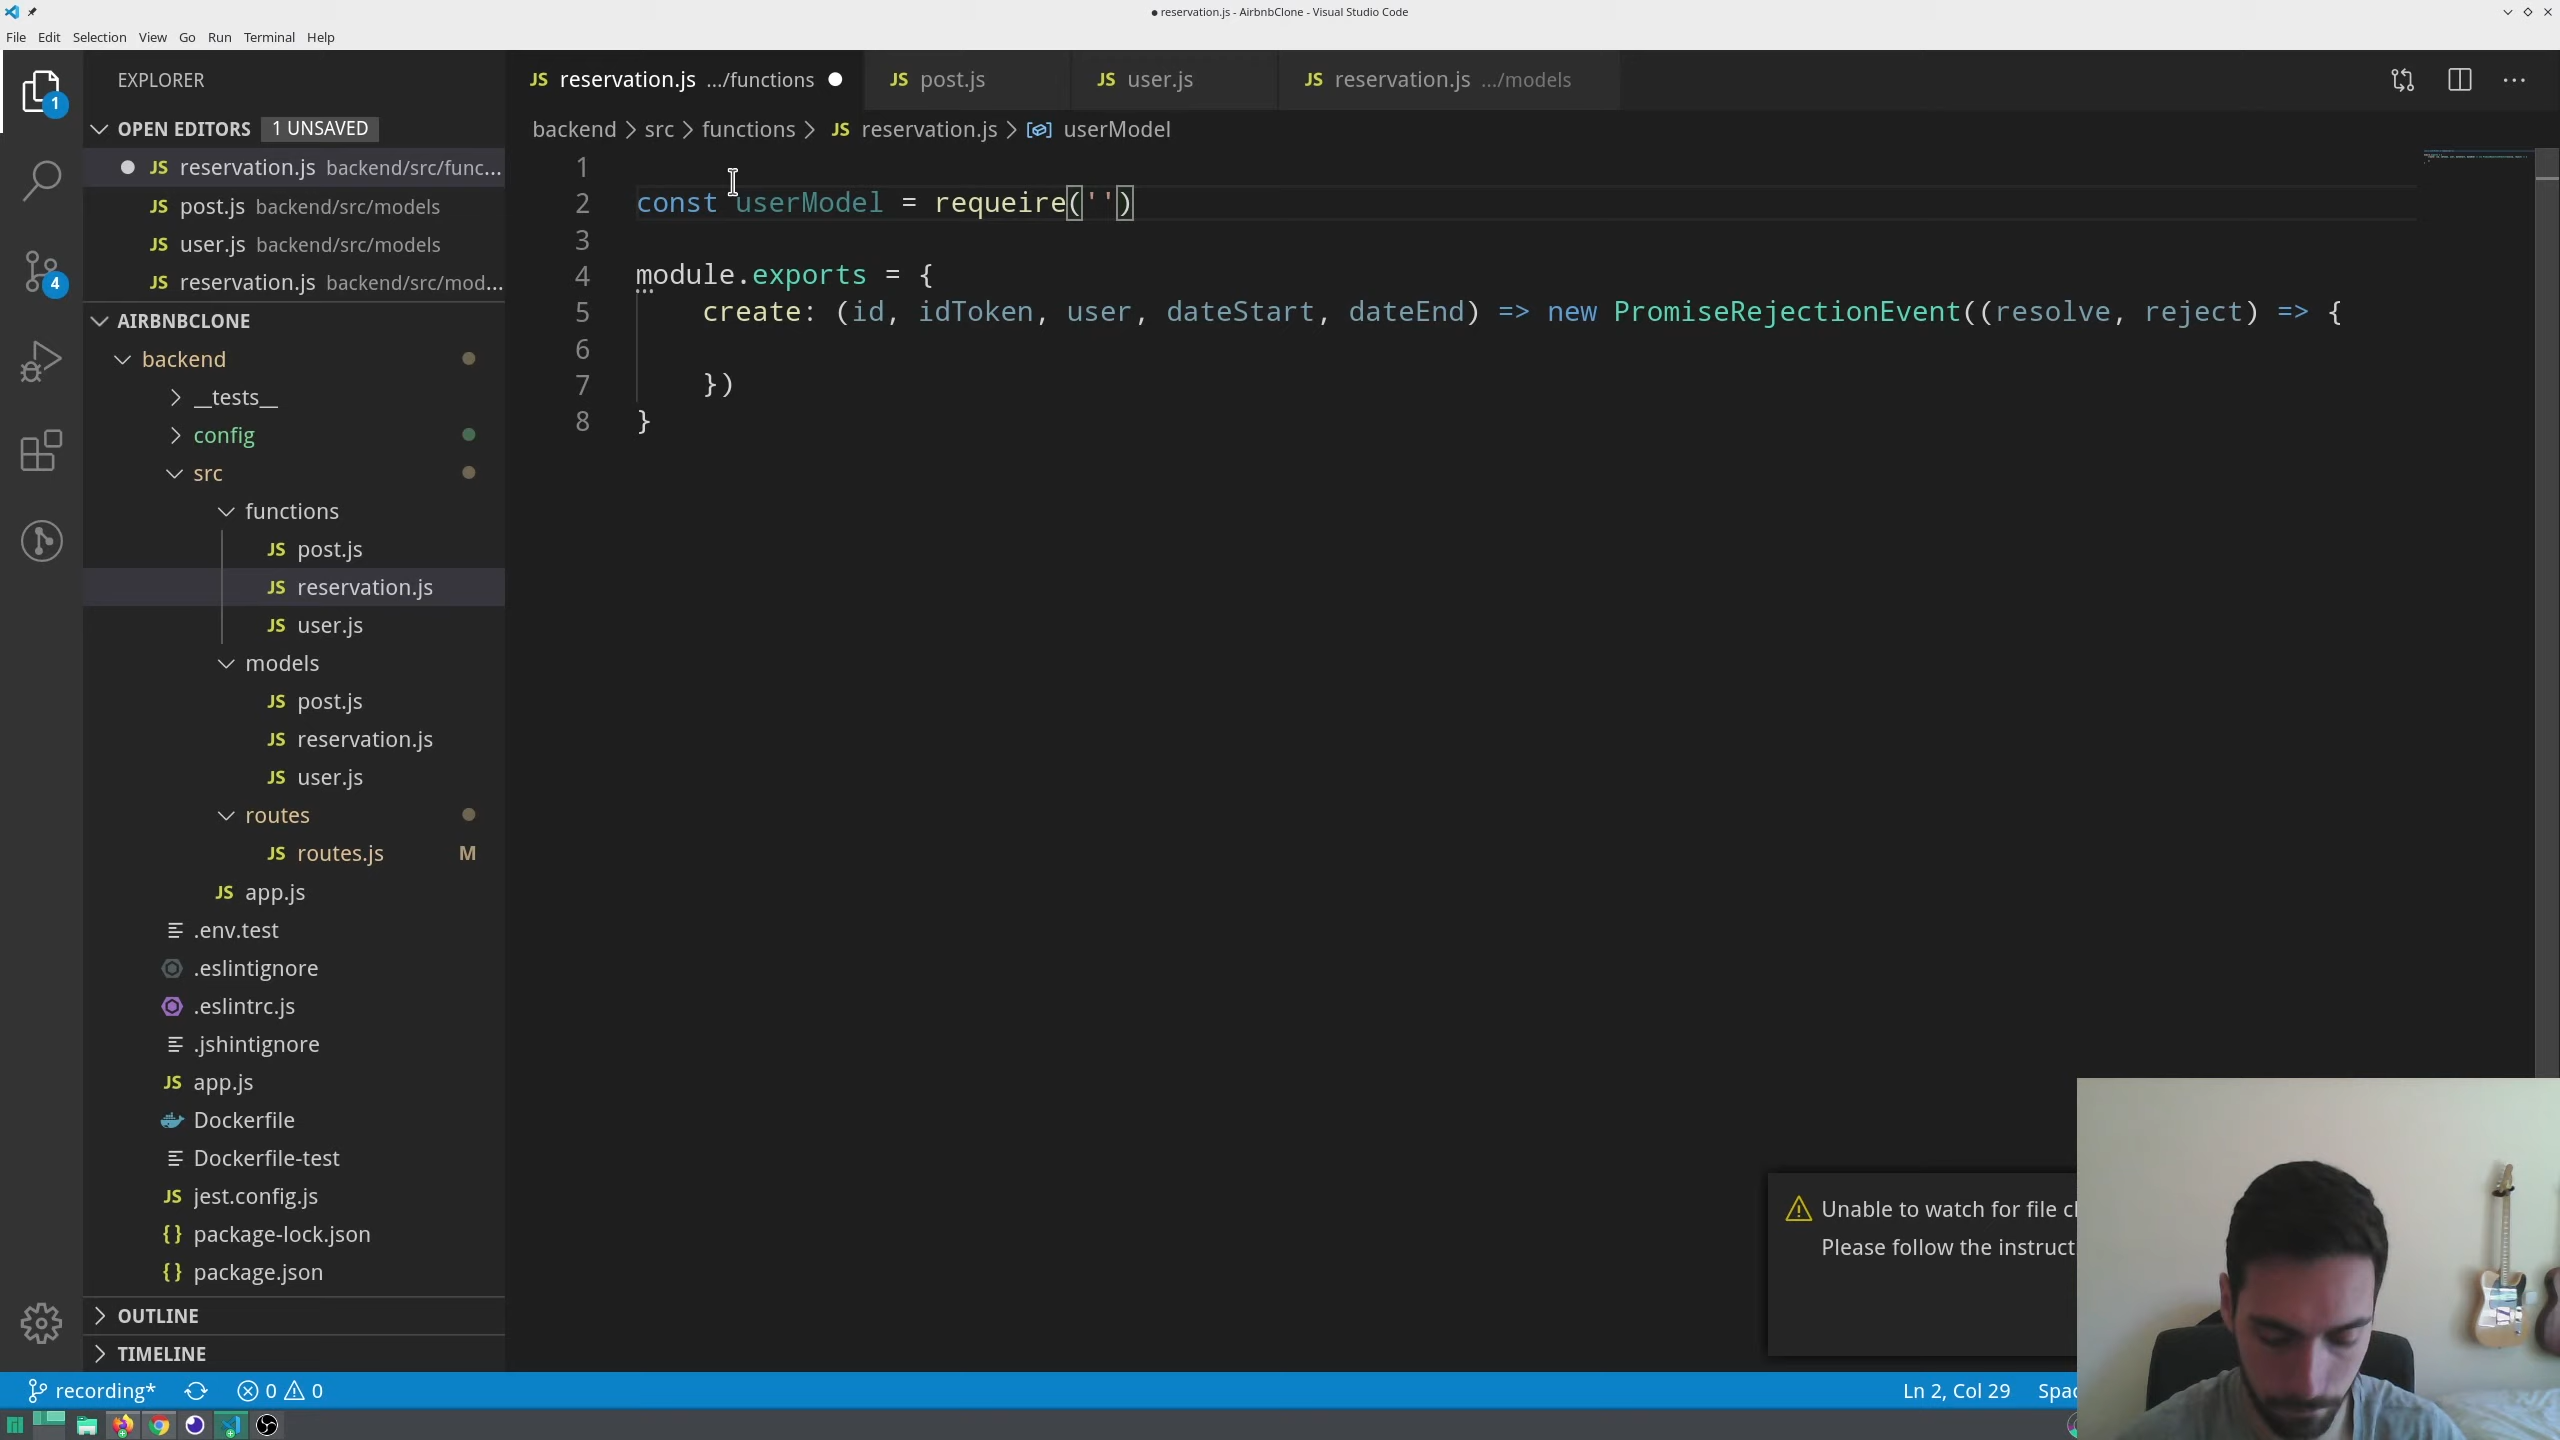 ● reservation.js - AirbnbClone - Visual Studio Code
File Edit Selection View Go Run Terminal Help
EXPLORER
JS reservation.js .../functions ●
JS post.js
JS user.js
JS reservation.js .../models
1
OPEN EDITORS 1 UNSAVED
● JS reservation.js backend/src/func...
JS post.js backend/src/models
JS user.js backend/src/models
JS reservation.js backend/src/mod...
4
AIRBNBCLONE
backend
__tests__
config
src
functions
JS post.js
JS reservation.js
JS user.js
models
JS post.js
JS reservation.js
JS user.js
routes
JS routes.js M
JS app.js
.env.test
.eslintignore
.eslintrc.js
.jshintignore
JS app.js
Dockerfile
Dockerfile-test
JS jest.config.js
{} package-lock.json
{} package.json
OUTLINE
TIMELINE
backend > src > functions > JS reservation.js > userModel
1
2 const userModel = requeire('')
3
4 module.exports = {
5 create: (id, idToken, user, dateStart, dateEnd) => new PromiseRejectionEvent((resolve, reject) => {
6
7 })
8 }
Unable to watch for file c
Please follow the instruct
recording* 0 0
Ln 2, Col 29 Spac